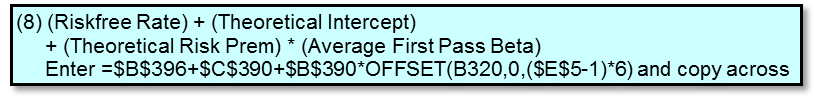 (8) (Riskfree Rate) + (Theoretical Intercept)
+ (Theoretical Risk Prem) * (Average First Pass Beta)
Enter =$B$396+$C$390+$B$390*OFFSET(B320,0,($E$5-1)*6) and copy across